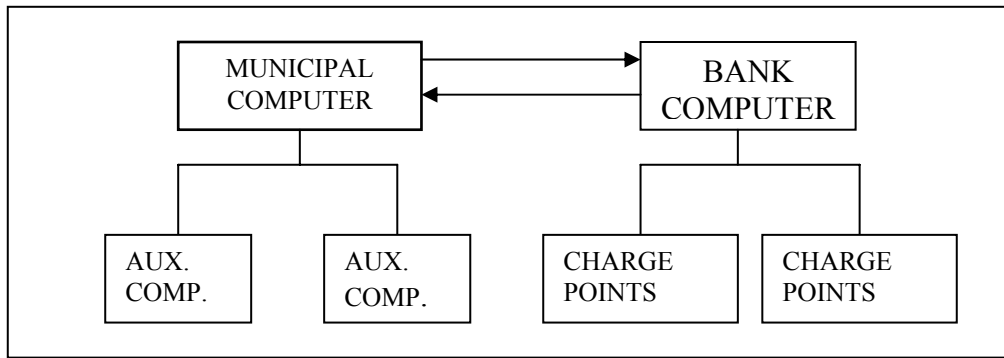 MUNICIPAL
COMPUTER
BANK
COMPUTER
AUX.
COMP.
AUX.
COMP.
CHARGE
POINTS
CHARGE
POINTS